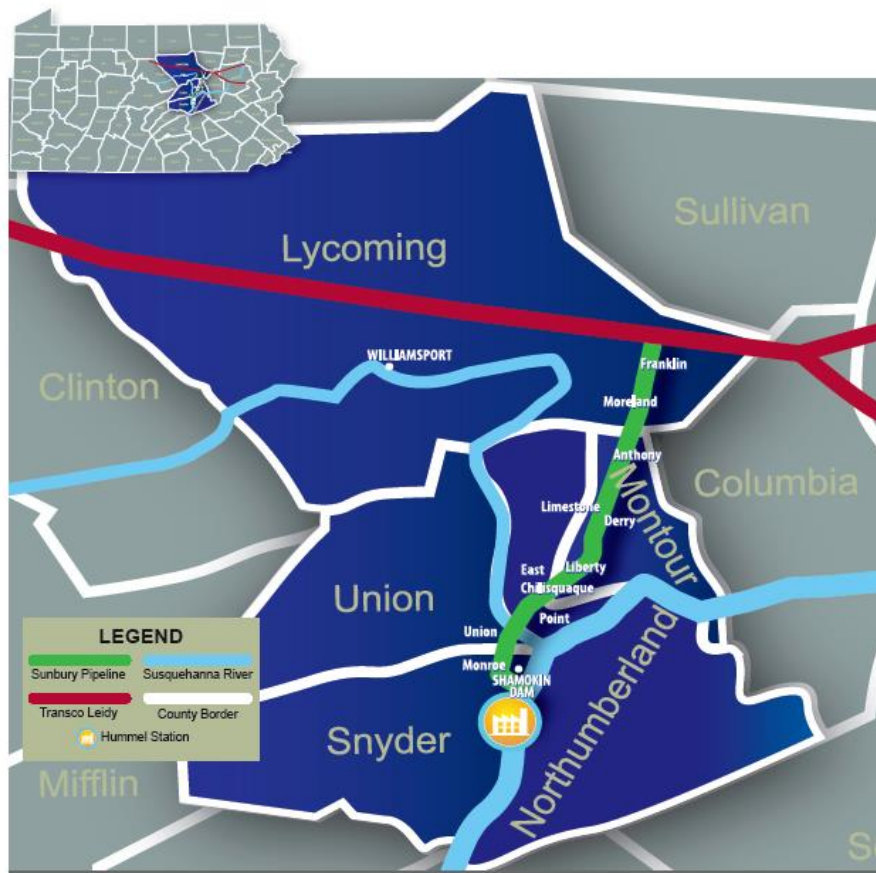 Sullivan
Lycoming
WILLIAMSPORT
Franklin
Clinton
Moreland
Anthony
Columbia
Montour
Limestone
Derry
East
Liberty
Chillisquaque
Union
Point
Union
Monroe
SHAMOKIN
DAM
Northumberland
Snyder
Mifflin
LEGEND
Sunbury Pipeline
Susquehanna River
Transco Leidy
County Border
Hummel Station